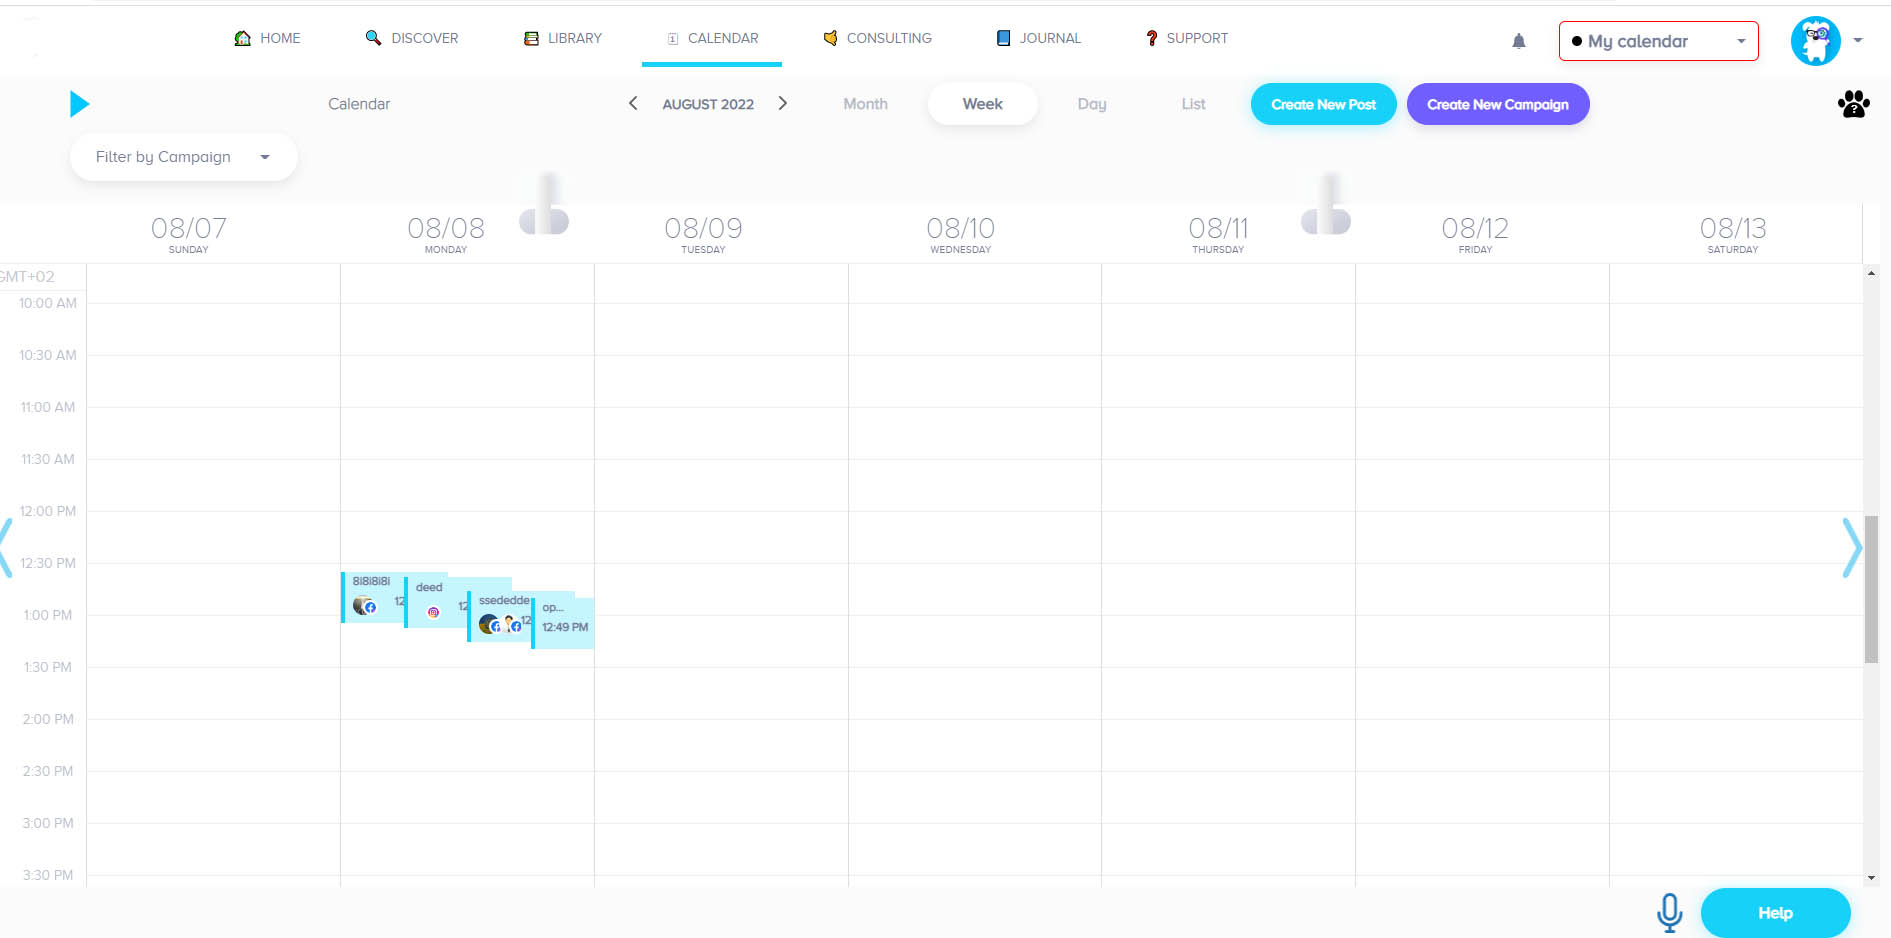 HOME DISCOVER LIBRARY CALENDAR CONSULTING JOURNAL SUPPORT My calendar
Calendar AUGUST 2022 Month Week Day List Create New Post Create New Campaign
Filter by Campaign
08/07 08/08 08/09 08/10 08/11 08/12 08/13
SUNDAY MONDAY TUESDAY WEDNESDAY THURSDAY FRIDAY SATURDAY
GMT+02
10:00 AM
10:30 AM
11:00 AM
11:30 AM
12:00 PM
12:30 PM
8i8i8i8i deed
12 12 ssededde op...
1:00 PM
12 12:49 PM
1:30 PM
2:00 PM
2:30 PM
3:00 PM
3:30 PM
Help